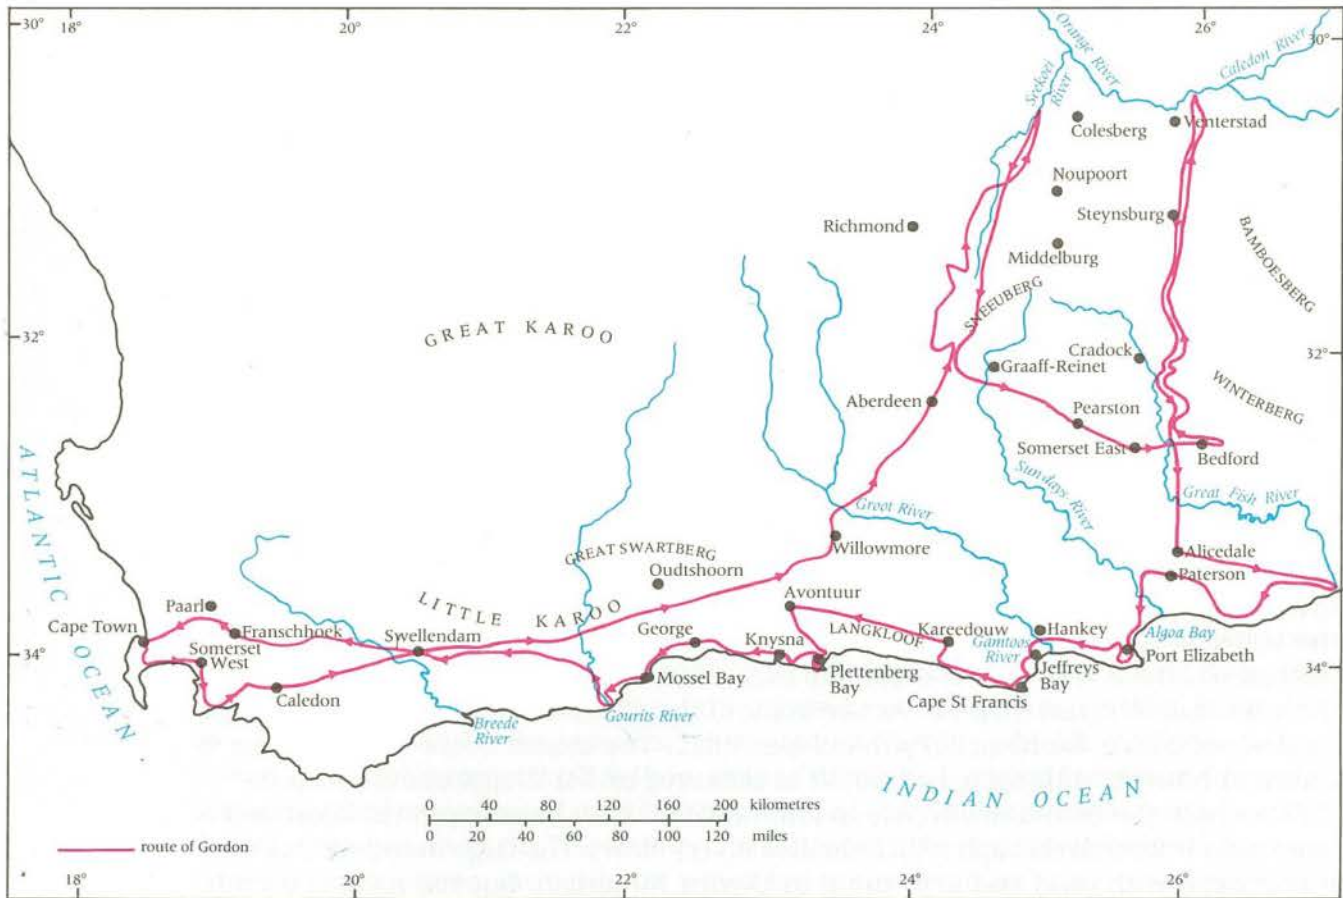 18°
20°
22°
24°
26°
30°
30°
Orange River
Caledon River
Seekoei
River
Colesberg
Venterstad
Noupoort
Steynsburg
Richmond
Middelburg
BAMBOESBERG
SNEEUBERG
GREAT KAROO
32°
32°
Cradock
Graaff-Reinet
WINTERBERG
Aberdeen
Pearston
Somerset East
Bedford
ATLANTIC OCEAN
Sundays River
Groot River
Great Fish River
Willowmore
GREAT SWARTBERG
Oudtshoorn
Alicedale
Paterson
Paarl
LITTLE KAROO
Avontuur
Cape Town
Franschhoek
Swellendam
George
Knysna
LANGKLOOF
Kareedouw
Hankey
Algoa Bay
Somerset
West
Gamtoos
River
Port Elizabeth
34°
34°
Caledon
Mossel Bay
Plettenberg
Bay
Jeffreys
Bay
Cape St Francis
Breede
River
Gourits River
INDIAN OCEAN
0 40 80 120 160 200 kilometres
0 20 40 60 80 100 120 miles
route of Gordon
18°
20°
22°
24°
26°